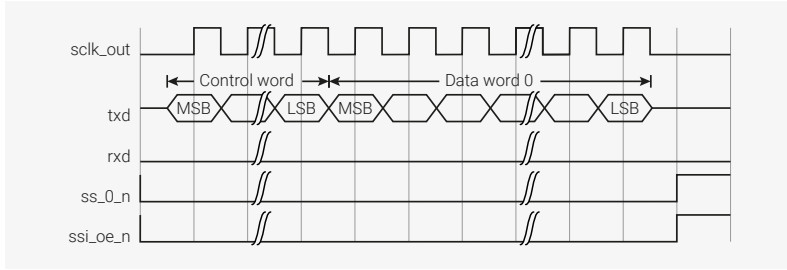 sclk_out
Control word
Data word 0
txd
MSB
LSB
MSB
LSB
rxd
ss_0_n
ssi_oe_n